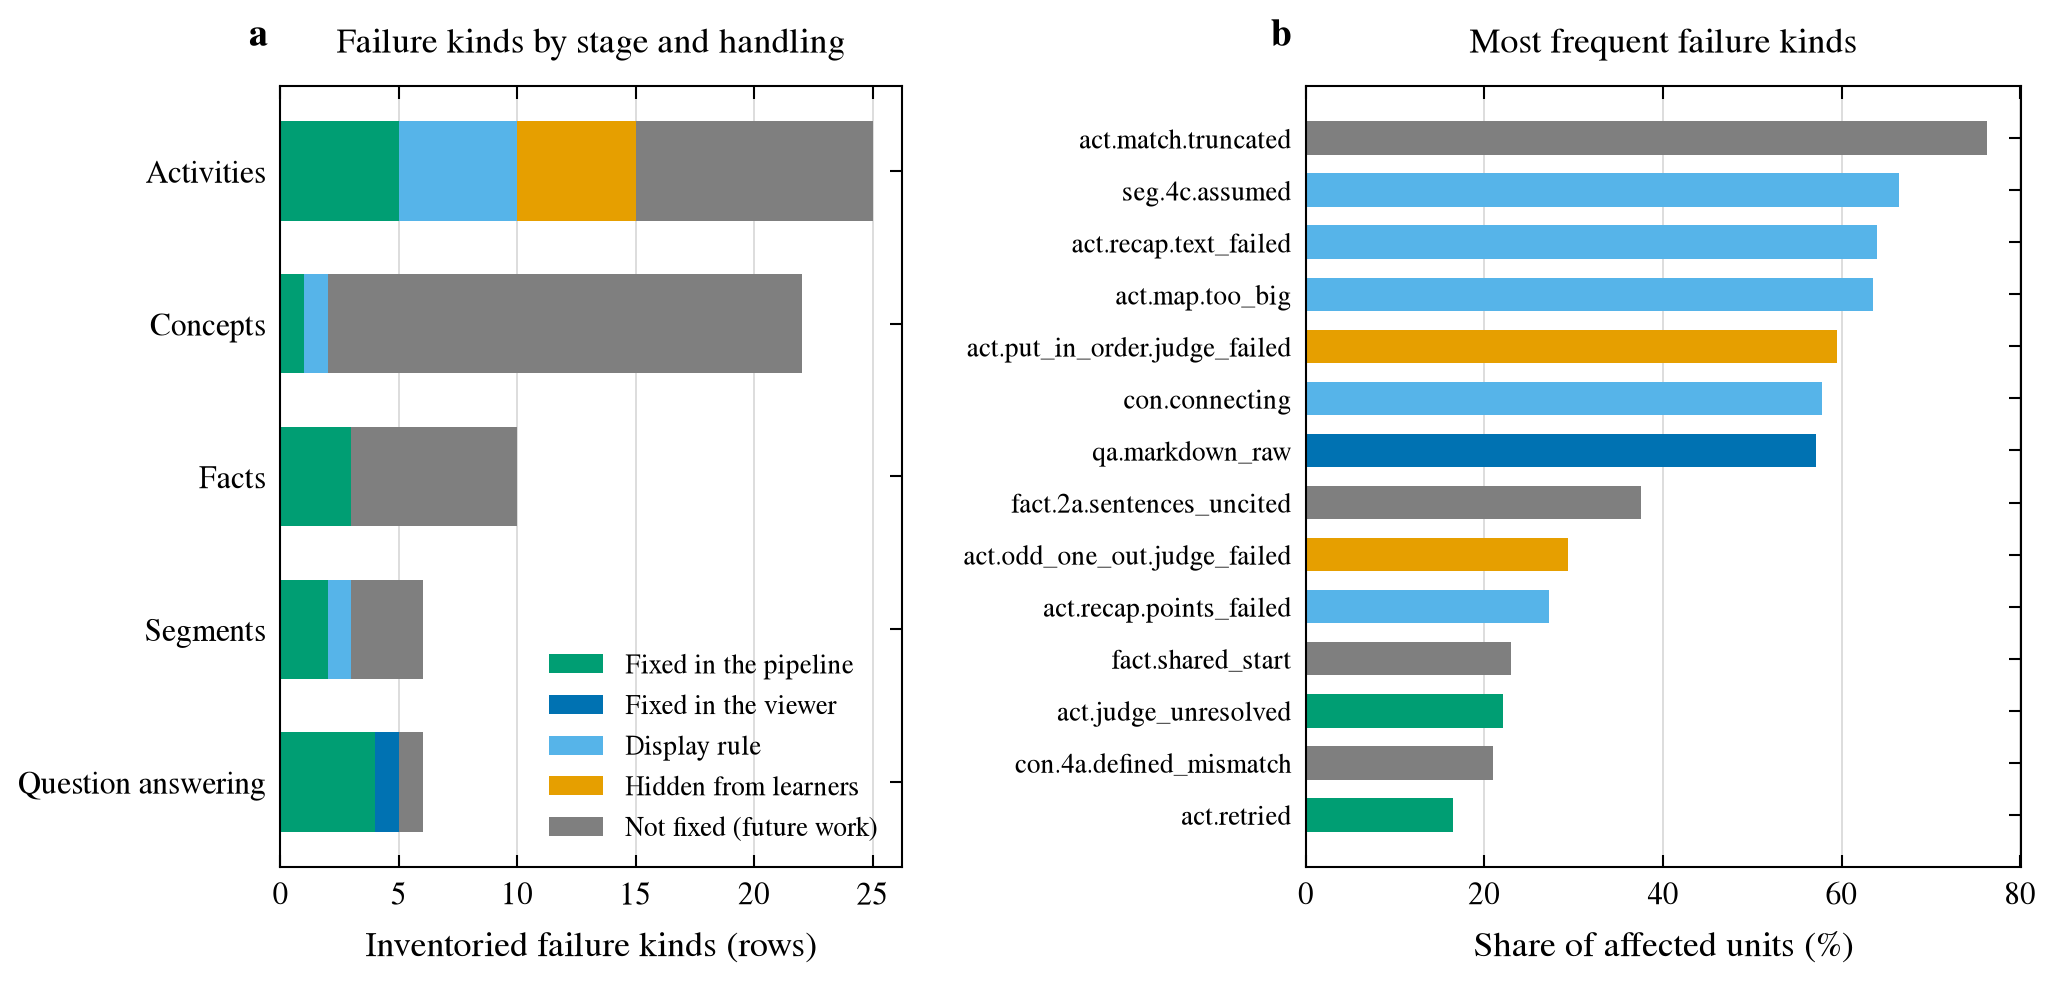 a
Failure kinds by stage and handling
Activities
Concepts
Facts
Segments
Question answering
Fixed in the pipeline
Fixed in the viewer
Display rule
Hidden from learners
Not fixed (future work)
0 5 10 15 20 25
Inventoried failure kinds (rows)
b
Most frequent failure kinds
act.match.truncated
seg.4c.assumed
act.recap.text_failed
act.map.too_big
act.put_in_order.judge_failed
con.connecting
qa.markdown_raw
fact.2a.sentences_uncited
act.odd_one_out.judge_failed
act.recap.points_failed
fact.shared_start
act.judge_unresolved
con.4a.defined_mismatch
act.retried
0 20 40 60 80
Share of affected units (%)